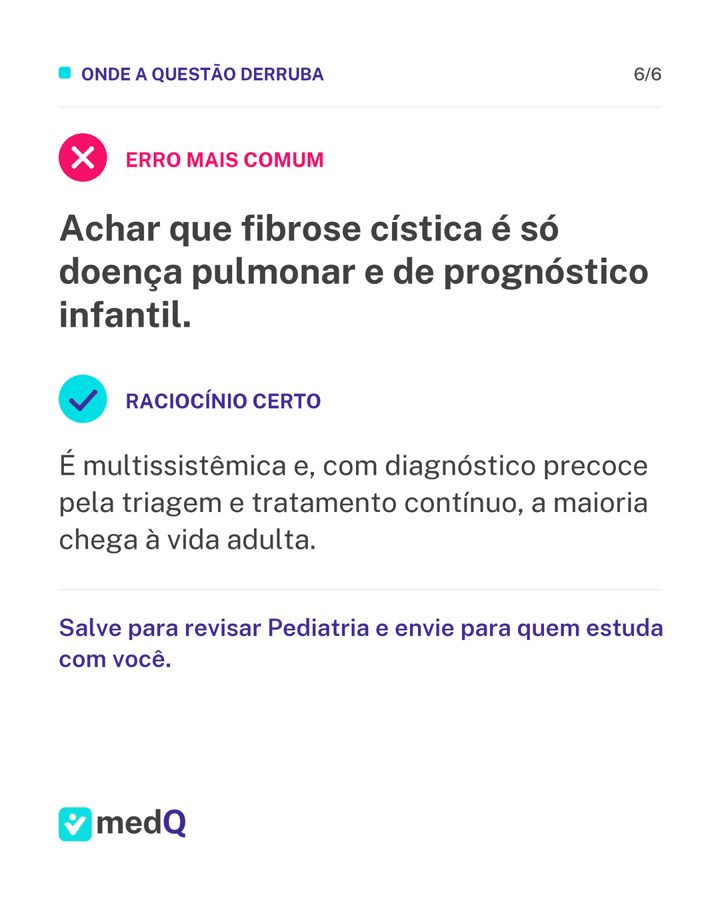 ONDE A QUESTÃO DERRUBA
6/6
ERRO MAIS COMUM
Achar que fibrose cística é só
doença pulmonar e de prognóstico
infantil.
RACIOCÍNIO CERTO
É multissistêmica e, com diagnóstico precoce
pela triagem e tratamento contínuo, a maioria
chega à vida adulta.
Salve para revisar Pediatria e envie para quem estuda
com você.
medQ